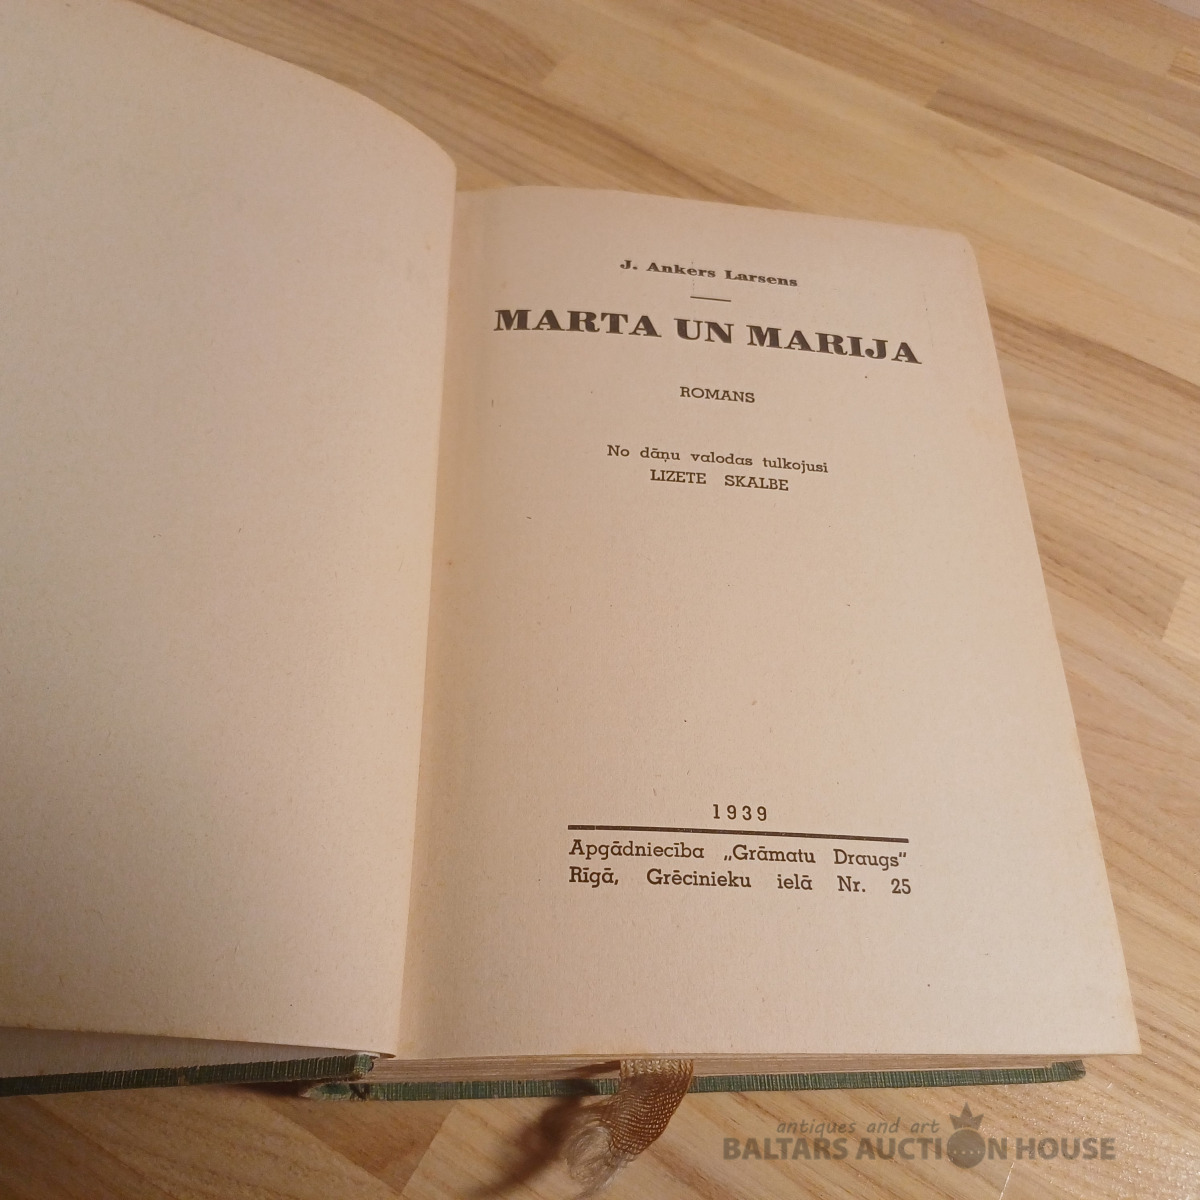 J. Ankers Larsens
MARTA UN MARIJA
ROMANS
No dāņu valodas tulkojusi
LIZETE SKALBE
1939
Apgādniecība „Grāmatu Draugs"
Rīgā, Grēcinieku ielā Nr. 25
antiques and art
BALTARS AUCTION HOUSE